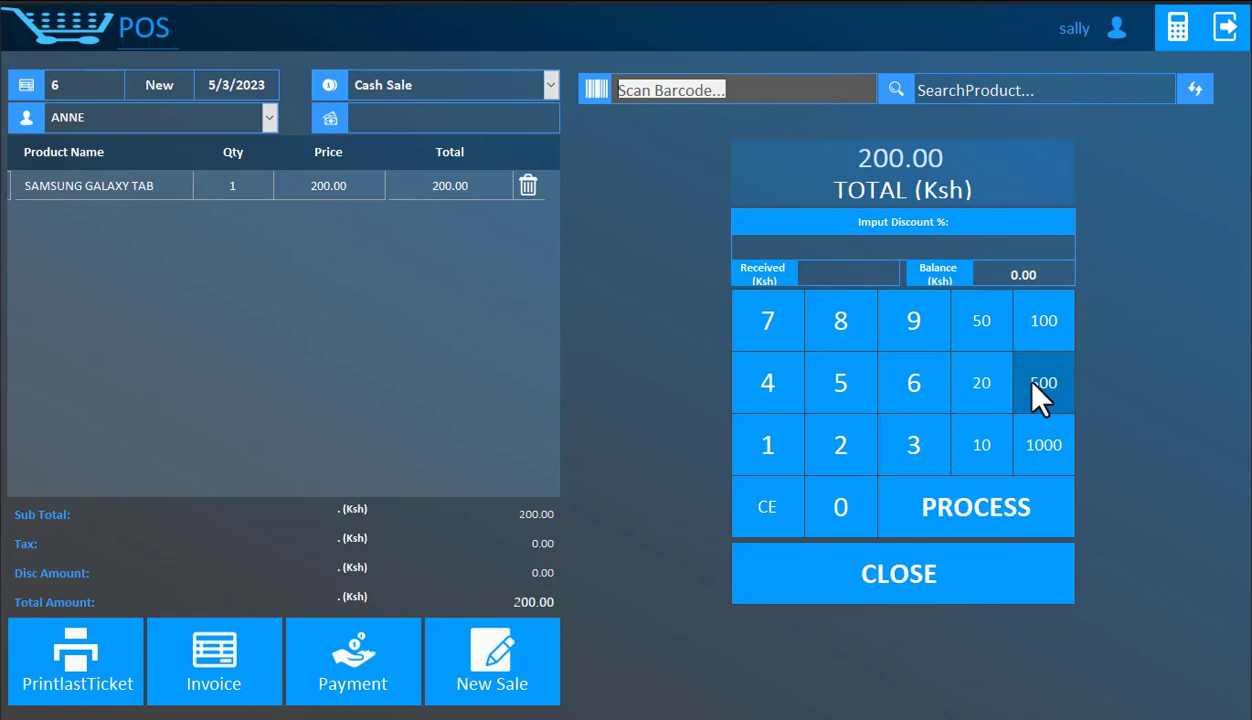 POS
sally
6 New 5/3/2023 Cash Sale
ANNE
Scan Barcode... SearchProduct...
Product Name Qty Price Total
SAMSUNG GALAXY TAB 1 200.00 200.00
200.00
TOTAL (Ksh)
Imput Discount %:
Received (Ksh) Balance (Ksh) 0.00
7 8 9 50 100
4 5 6 20 500
1 2 3 10 1000
CE 0 PROCESS
CLOSE
Sub Total: . (Ksh) 200.00
Tax: . (Ksh) 0.00
Disc Amount: . (Ksh) 0.00
Total Amount: . (Ksh) 200.00
PrintlastTicket Invoice Payment New Sale